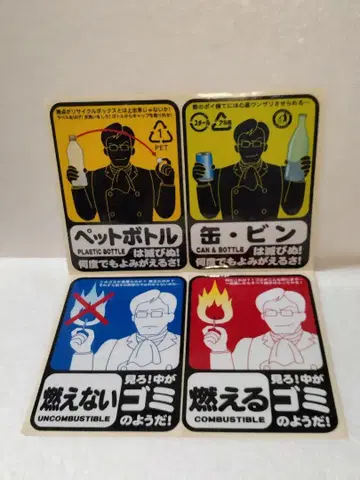 1
PET
ペットボトル
PLASTIC BOTTLE
は滅びぬ!
何度でもよみがえるさ!
スチール
アルミ
缶・ビン
CAN & BOTTLE
は滅びぬ!
何度でもよみがえるさ!
燃えない
UNCOMBUSTIBLE
見ろ!中が
ゴミ
のようだ!
燃える
COMBUSTIBLE
見ろ!中が
ゴミ
のようだ!